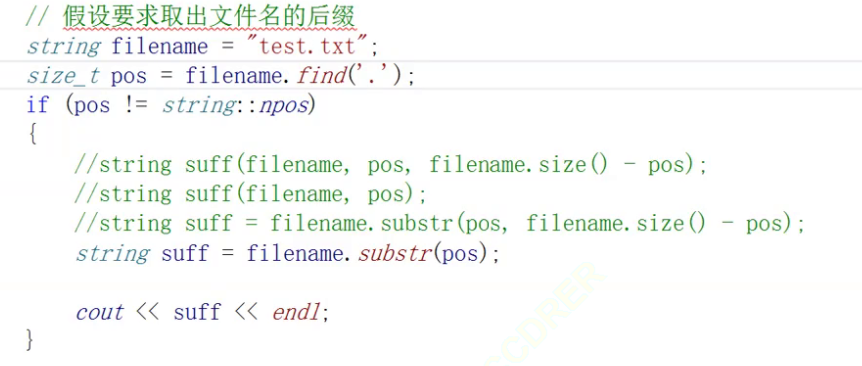 // 假设要求取出文件名的后缀
string filename = "test.txt";
size_t pos = filename.find('.');
if (pos != string::npos)
{
//string suff(filename, pos, filename.size() - pos);
//string suff(filename, pos);
//string suff = filename.substr(pos, filename.size() - pos);
string suff = filename.substr(pos);
cout << suff << endl;
}